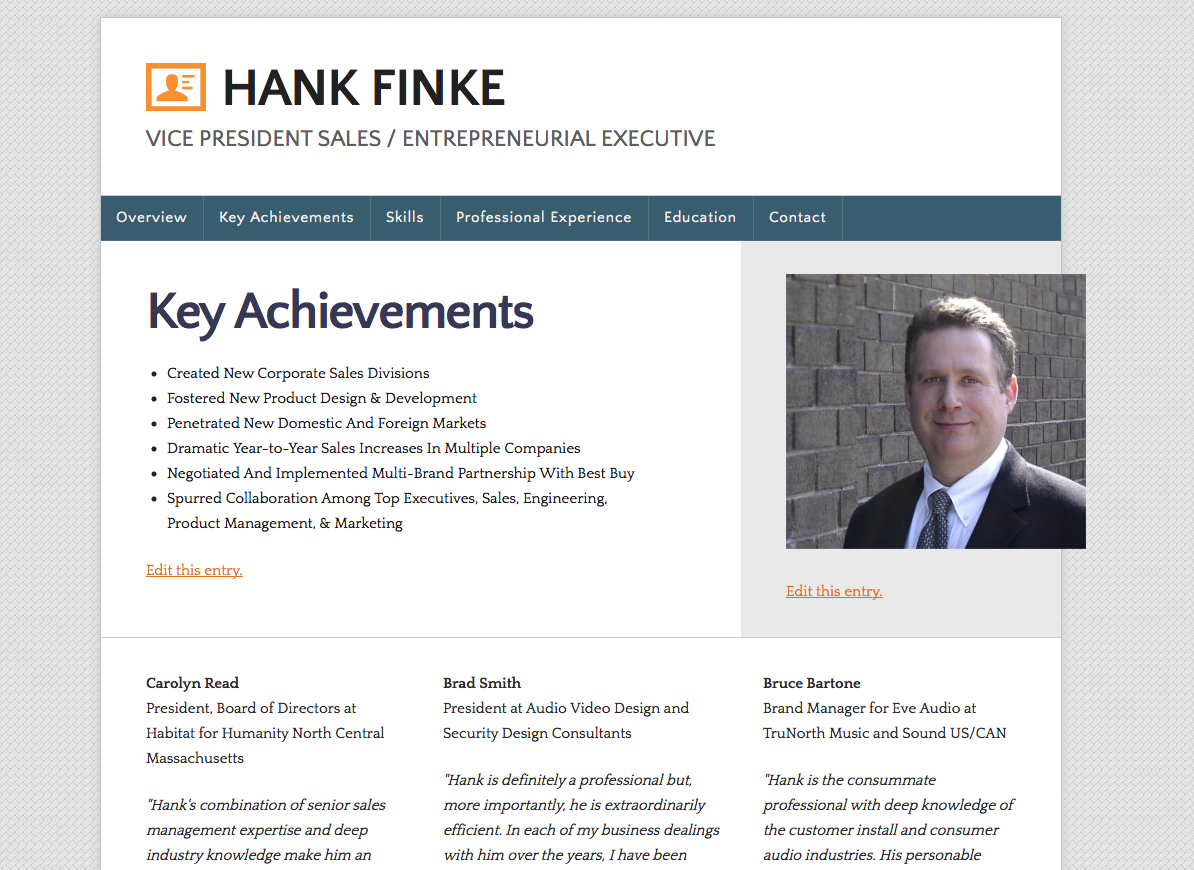 HANK FINKE
VICE PRESIDENT SALES / ENTREPRENEURIAL EXECUTIVE
Overview
Key Achievements
Skills
Professional Experience
Education
Contact
Key Achievements
Created New Corporate Sales Divisions
Fostered New Product Design & Development
Penetrated New Domestic And Foreign Markets
Dramatic Year-to-Year Sales Increases In Multiple Companies
Negotiated And Implemented Multi-Brand Partnership With Best Buy
Spurred Collaboration Among Top Executives, Sales, Engineering,
Product Management, & Marketing
Edit this entry.
Edit this entry.
Carolyn Read
President, Board of Directors at
Habitat for Humanity North Central
Massachusetts
"Hank's combination of senior sales
management expertise and deep
industry knowledge make him an
Brad Smith
President at Audio Video Design and
Security Design Consultants
"Hank is definitely a professional but,
more importantly, he is extraordinarily
efficient. In each of my business dealings
with him over the years, I have been
Bruce Bartone
Brand Manager for Eve Audio at
TruNorth Music and Sound US/CAN
"Hank is the consummate
professional with deep knowledge of
the customer install and consumer
audio industries. His personable